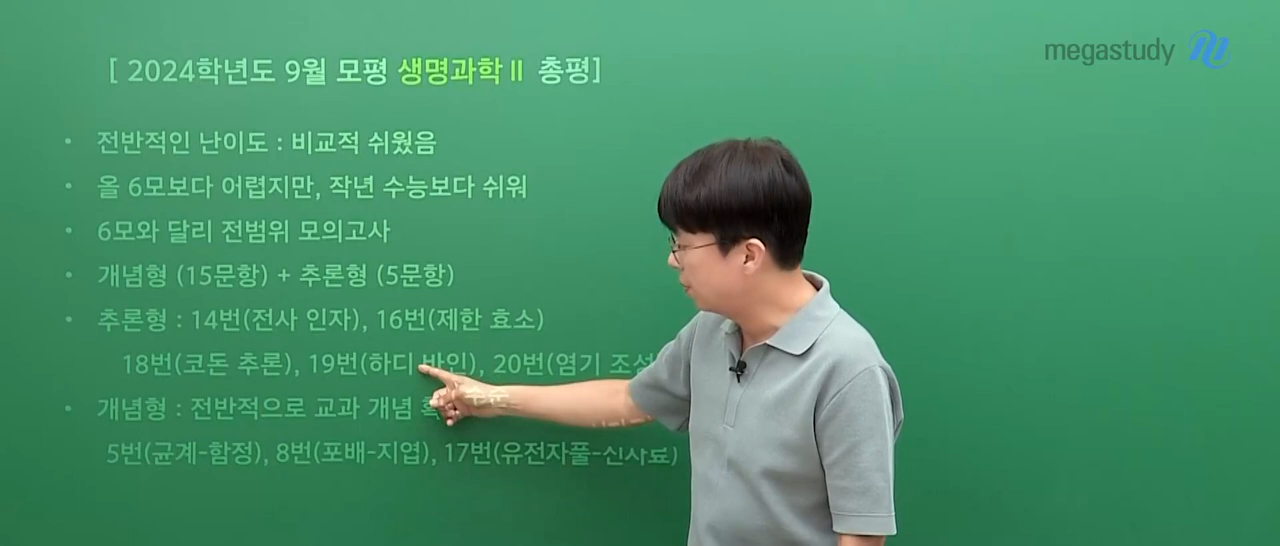 megastudy
[ 2024학년도 9월 모평 생명과학Ⅱ 총평]
• 전반적인 난이도 : 비교적 쉬웠음
• 올 6모보다 어렵지만, 작년 수능보다 쉬워
• 6모와 달리 전범위 모의고사
• 개념형 (15문항) + 추론형 (5문항)
• 추론형 : 14번(전사 인자), 16번(제한 효소)
18번(코돈 추론), 19번(하디 바인), 20번(염기 조성
• 개념형 : 전반적으로 교과 개념
5번(균계-함정), 8번(포배-지엽), 17번(유전자풀-신사료)